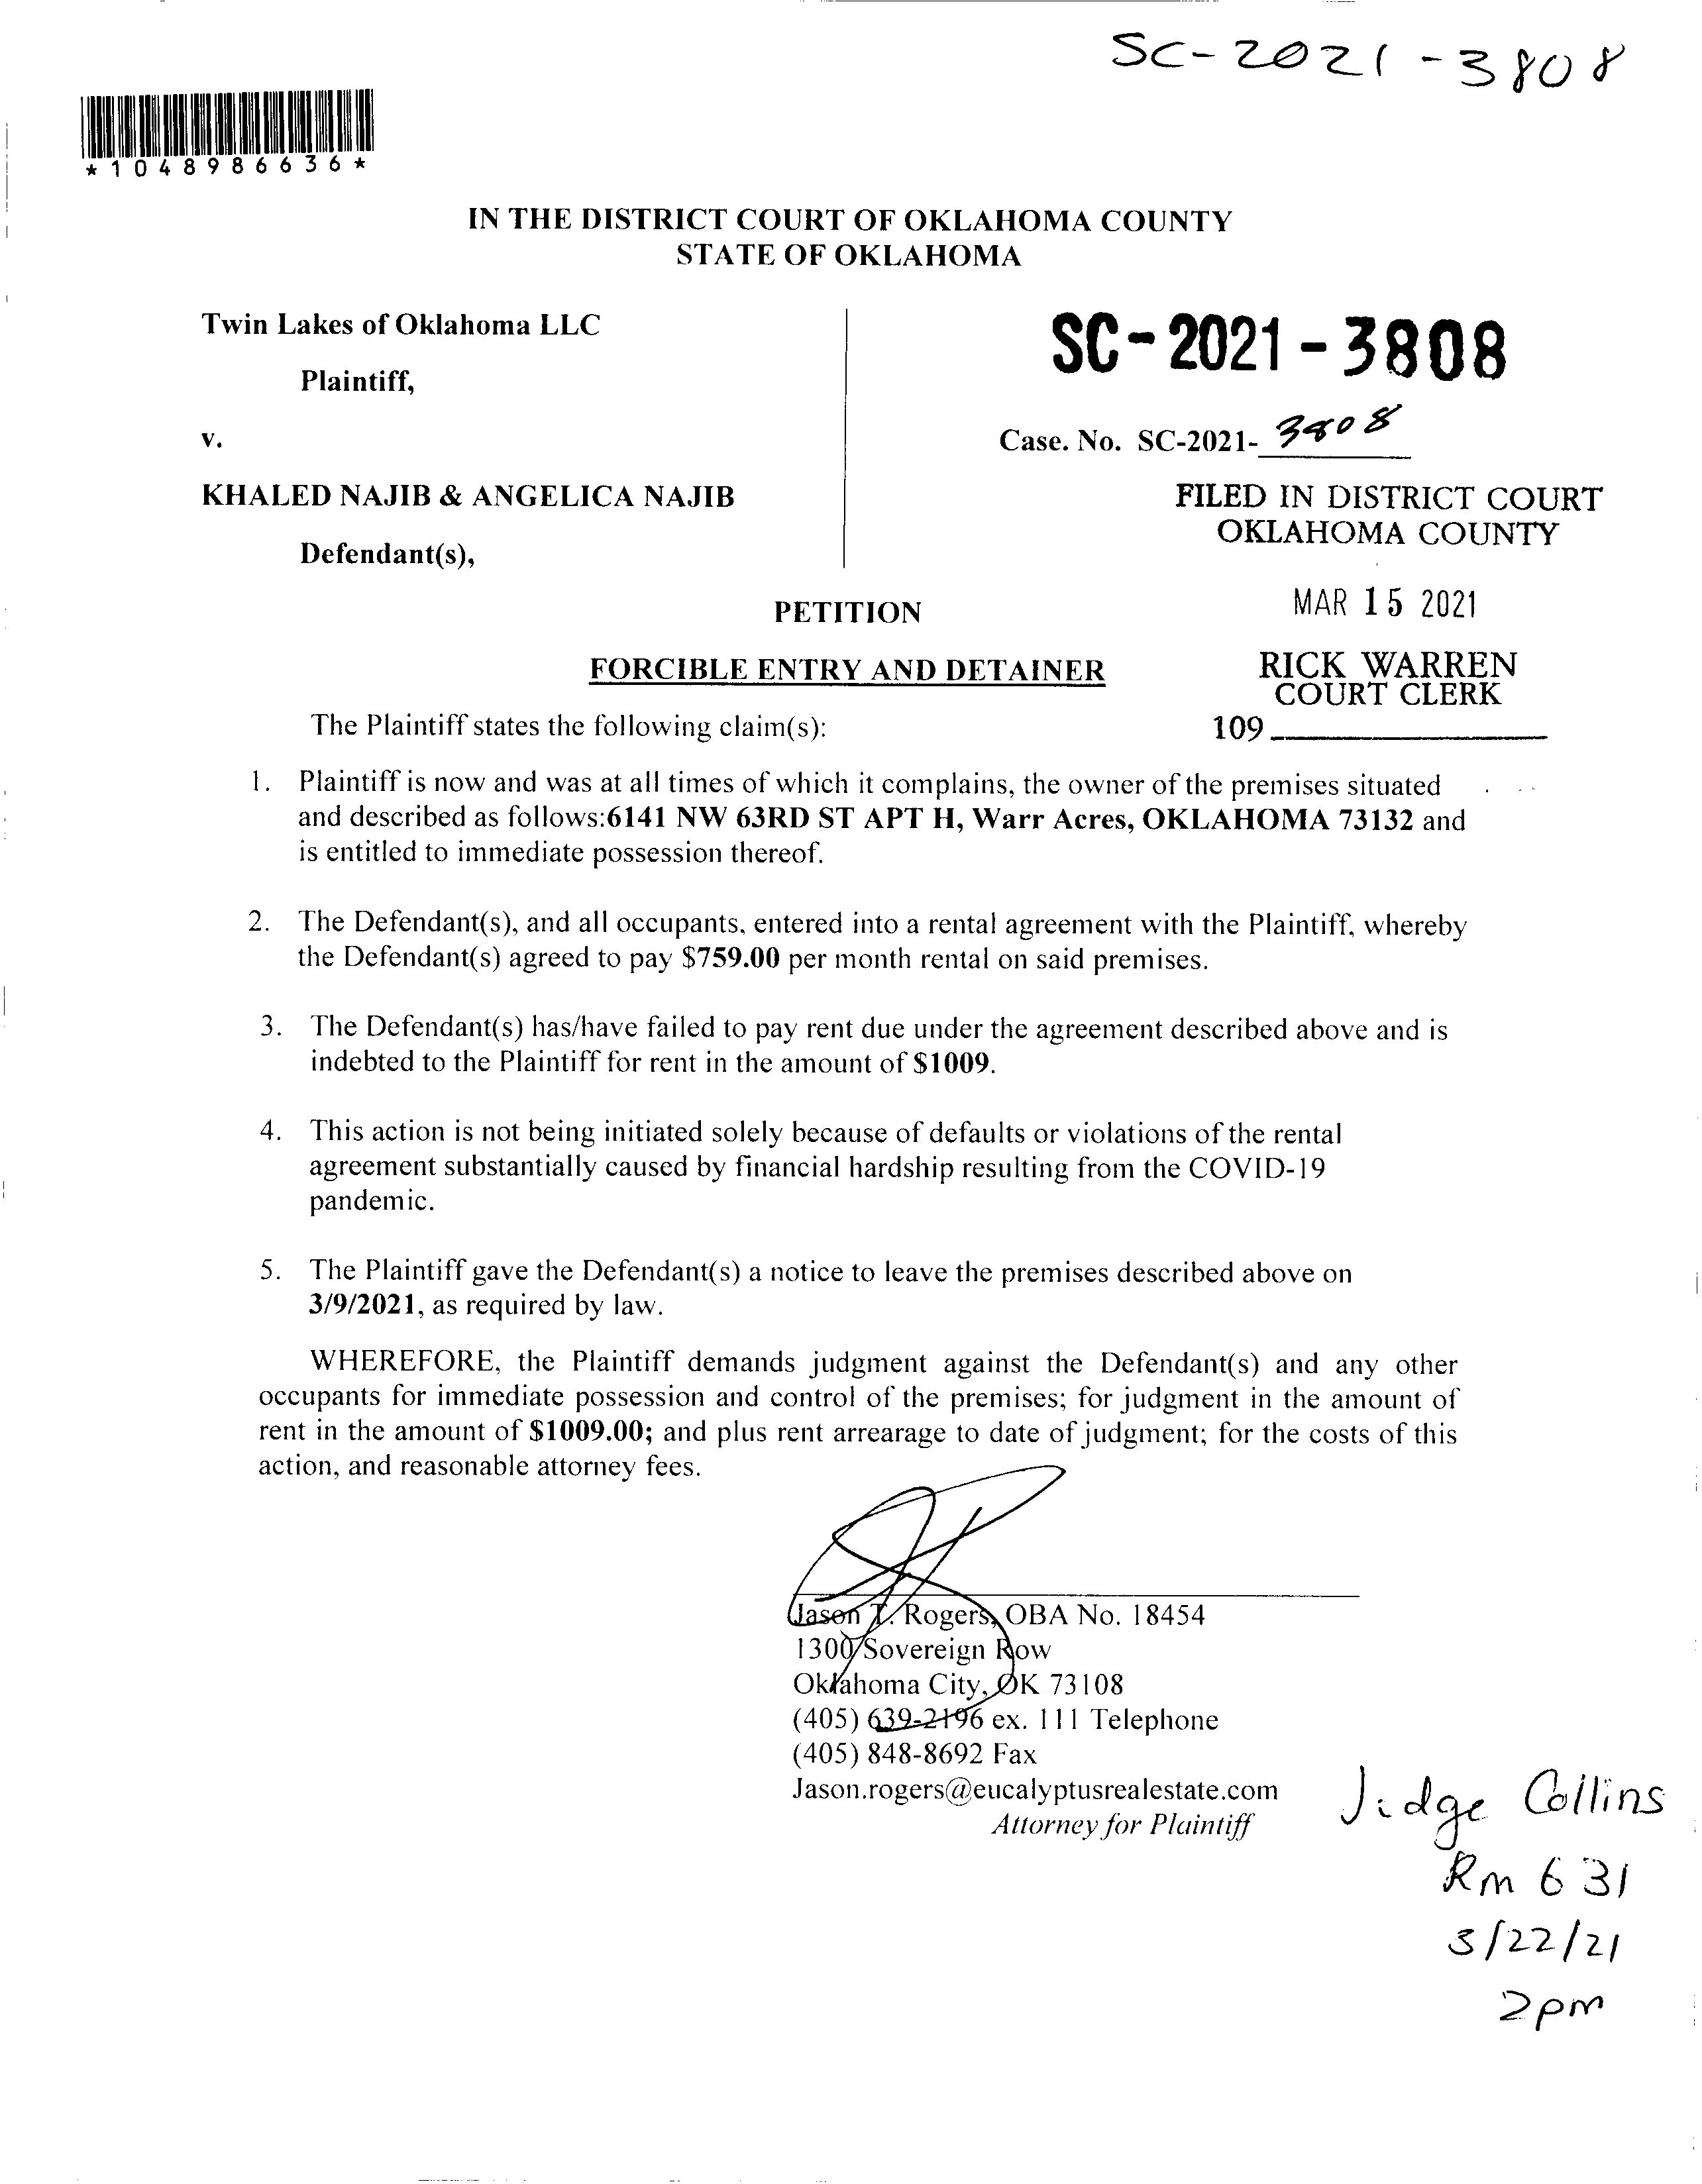 SC-2021-3808
*1048986636*
IN THE DISTRICT COURT OF OKLAHOMA COUNTY
STATE OF OKLAHOMA
Twin Lakes of Oklahoma LLC
Plaintiff,
v.
KHALED NAJIB & ANGELICA NAJIB
Defendant(s),
SC-2021-3808
Case. No. SC-2021- 3808
FILED IN DISTRICT COURT
OKLAHOMA COUNTY
MAR 15 2021
RICK WARREN
COURT CLERK
109
PETITION
FORCIBLE ENTRY AND DETAINER
The Plaintiff states the following claim(s):
1. Plaintiff is now and was at all times of which it complains, the owner of the premises situated
and described as follows:6141 NW 63RD ST APT H, Warr Acres, OKLAHOMA 73132 and
is entitled to immediate possession thereof.
2. The Defendant(s), and all occupants, entered into a rental agreement with the Plaintiff, whereby
the Defendant(s) agreed to pay $759.00 per month rental on said premises.
3. The Defendant(s) has/have failed to pay rent due under the agreement described above and is
indebted to the Plaintiff for rent in the amount of $1009.
4. This action is not being initiated solely because of defaults or violations of the rental
agreement substantially caused by financial hardship resulting from the COVID-19
pandemic.
5. The Plaintiff gave the Defendant(s) a notice to leave the premises described above on
3/9/2021, as required by law.
WHEREFORE, the Plaintiff demands judgment against the Defendant(s) and any other
occupants for immediate possession and control of the premises; for judgment in the amount of
rent in the amount of $1009.00; and plus rent arrearage to date of judgment; for the costs of this
action, and reasonable attorney fees.
Jason T. Rogers, OBA No. 18454
1300 Sovereign Row
Oklahoma City, OK 73108
(405) 639-2196 ex. 111 Telephone
(405) 848-8692 Fax
Jason.rogers@eucalyptusrealestate.com
Attorney for Plaintiff
Judge Collins
Rm 631
3/22/21
2pm